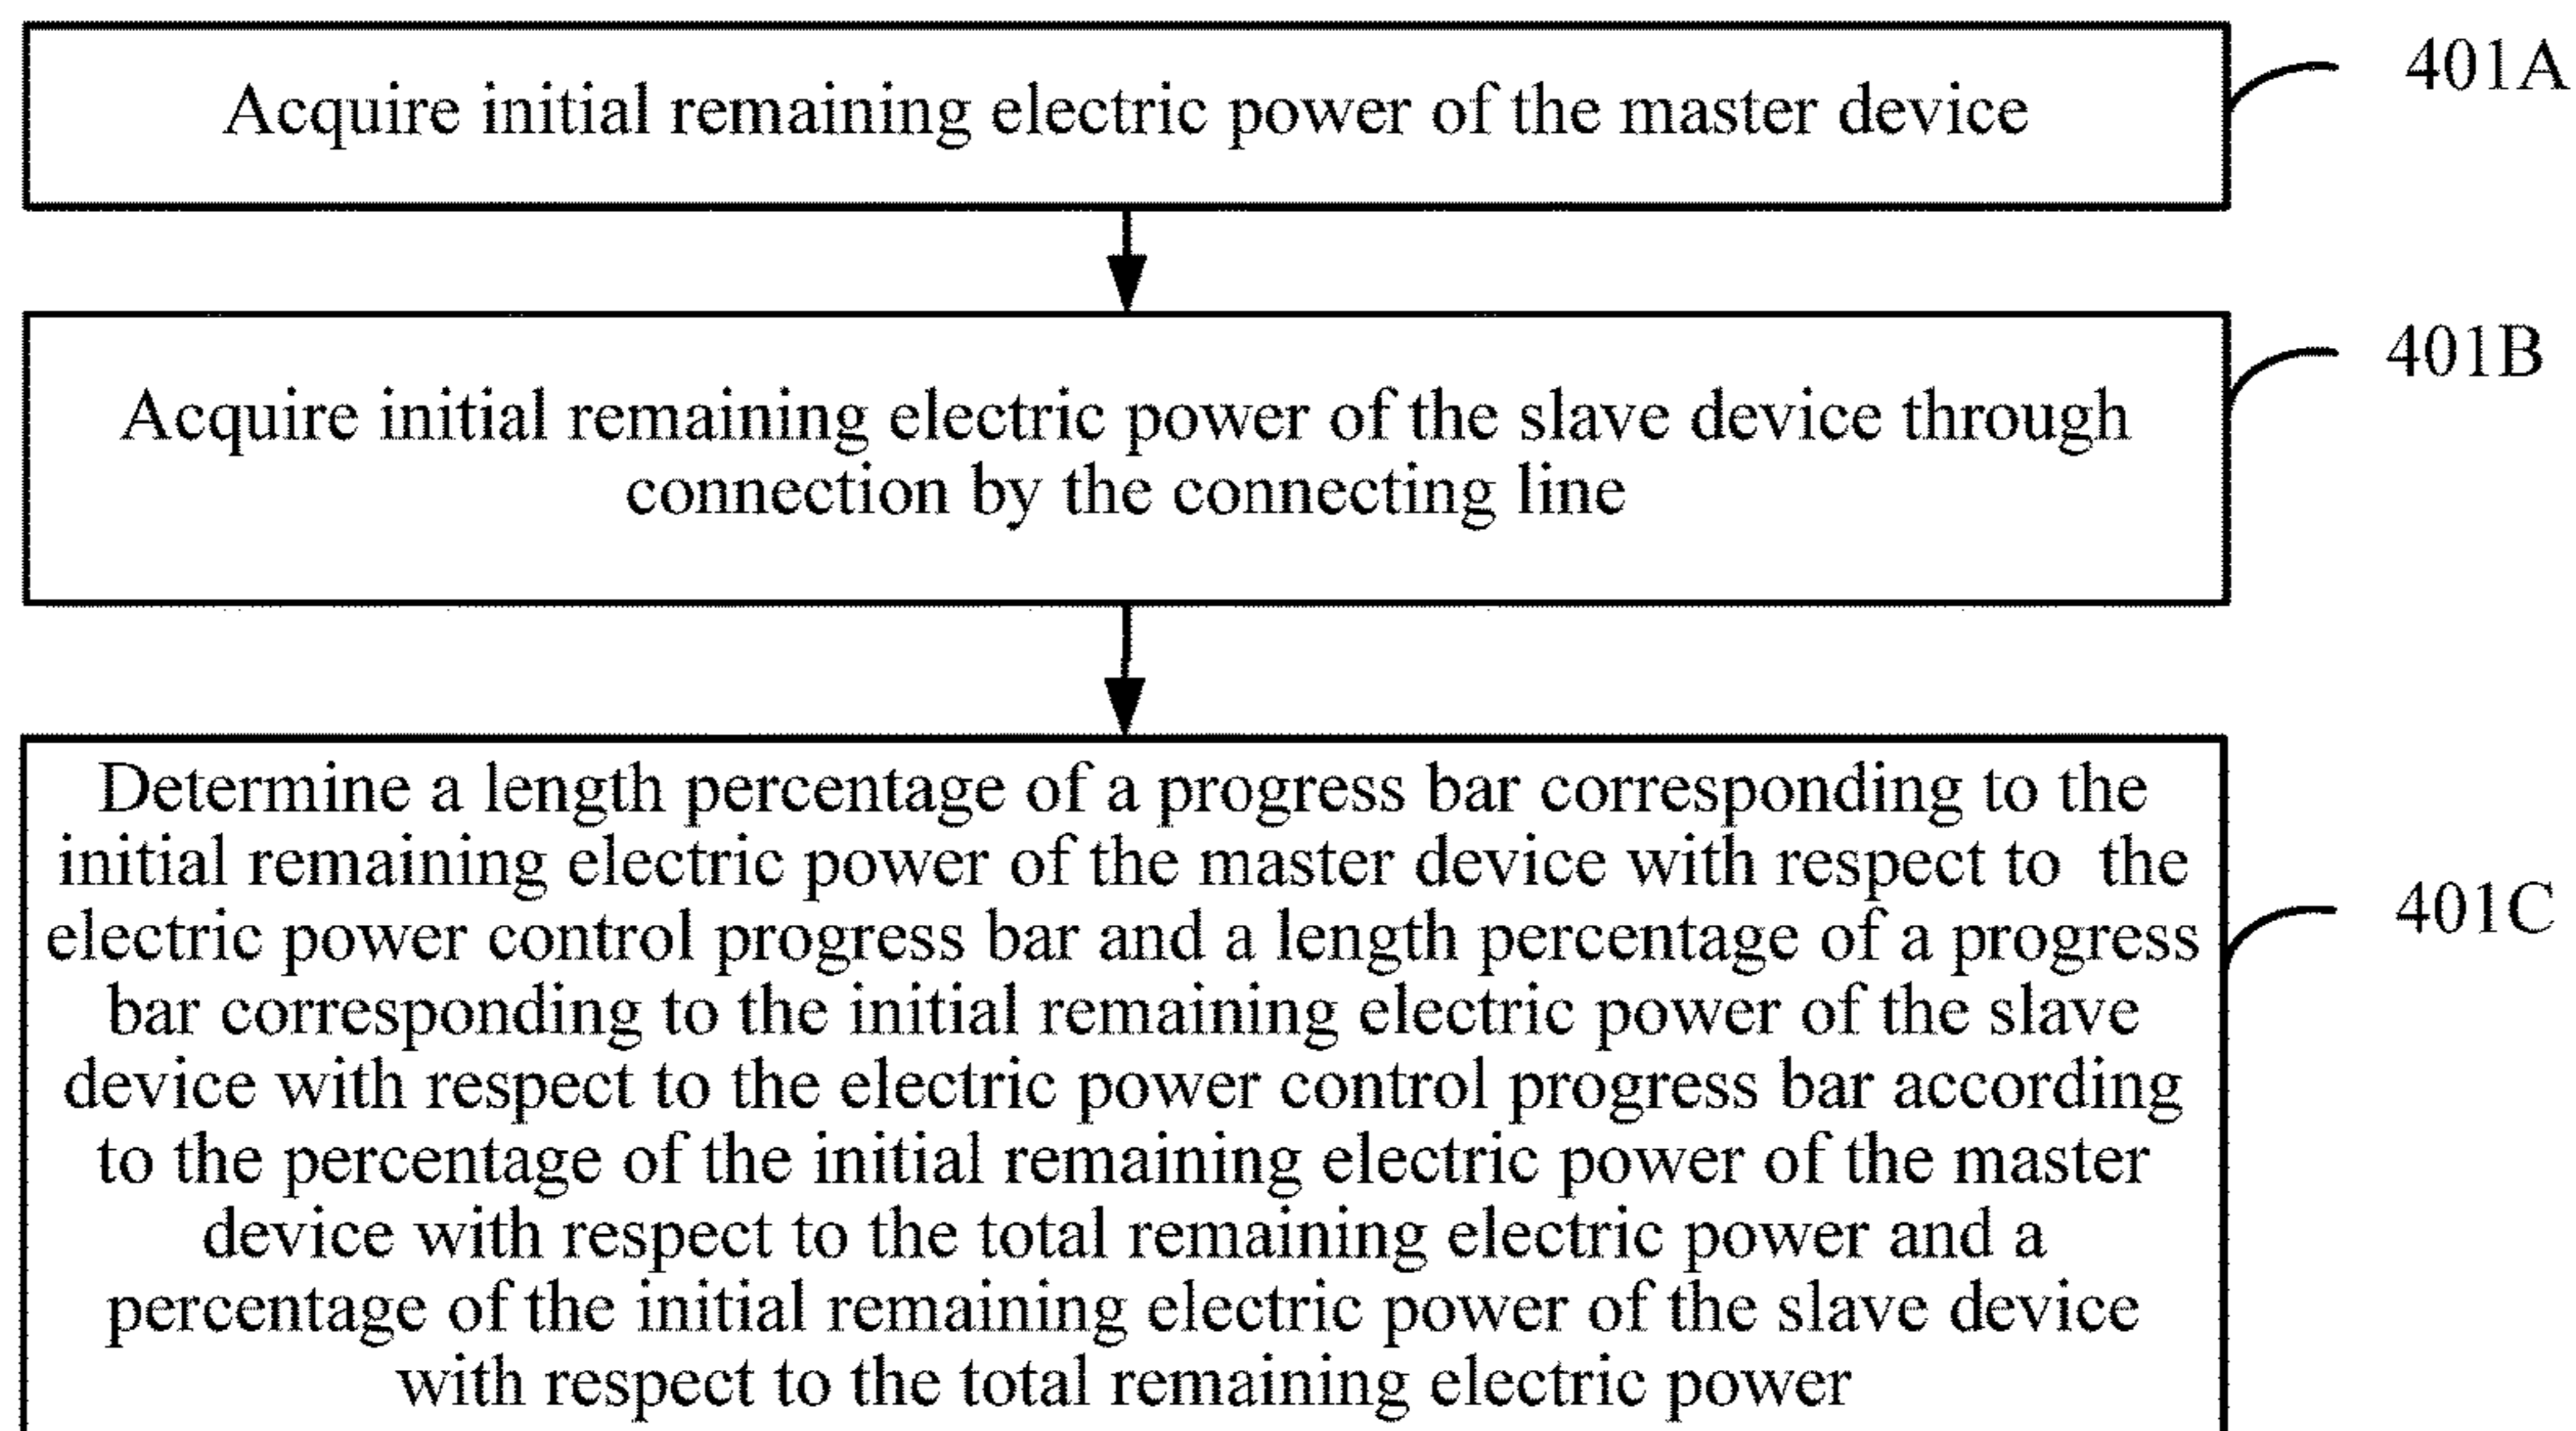 Acquire initial remaining electric power of the master device
401A
Acquire initial remaining electric power of the slave device through
connection by the connecting line
401B
Determine a length percentage of a progress bar corresponding to the
initial remaining electric power of the master device with respect to the
electric power control progress bar and a length percentage of a progress
bar corresponding to the initial remaining electric power of the slave
device with respect to the electric power control progress bar according
to the percentage of the initial remaining electric power of the master
device with respect to the total remaining electric power and a
percentage of the initial remaining electric power of the slave device
with respect to the total remaining electric power
401C